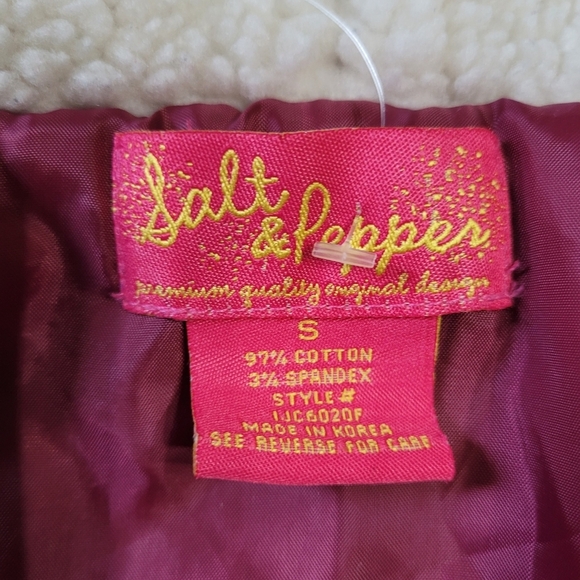 Salt
& Pepper
premium quality original design
S
97% COTTON
3% SPANDEX
STYLE#
IJC6020F
MADE IN KOREA
SEE REVERSE FOR CARE